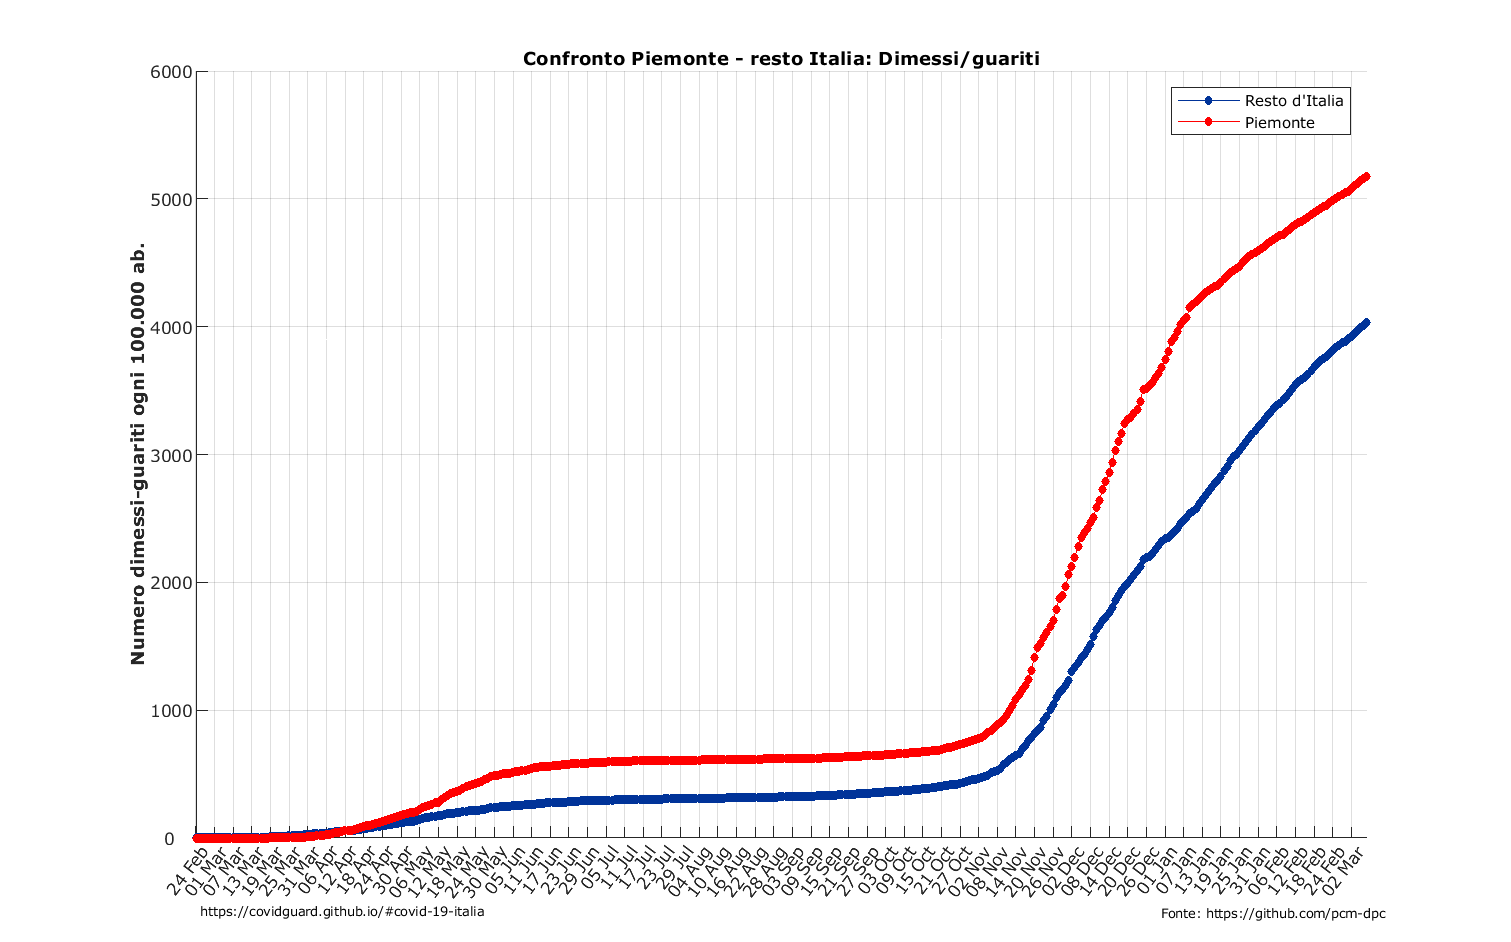 Confronto Piemonte - resto Italia: Dimessi/guariti
Resto d'Italia
Piemonte
Numero dimessi-guariti ogni 100.000 ab.
6000
5000
4000
3000
2000
1000
0
24 Feb
01 Mar
07 Mar
13 Mar
19 Mar
25 Mar
31 Mar
06 Apr
12 Apr
18 Apr
24 Apr
30 Apr
06 May
12 May
18 May
24 May
30 May
05 Jun
11 Jun
17 Jun
23 Jun
29 Jun
05 Jul
11 Jul
17 Jul
23 Jul
29 Jul
04 Aug
10 Aug
16 Aug
22 Aug
28 Aug
03 Sep
09 Sep
15 Sep
21 Sep
27 Sep
03 Oct
09 Oct
15 Oct
21 Oct
27 Oct
02 Nov
08 Nov
14 Nov
20 Nov
26 Nov
02 Dec
08 Dec
14 Dec
20 Dec
26 Dec
01 Jan
07 Jan
13 Jan
19 Jan
25 Jan
31 Jan
06 Feb
12 Feb
18 Feb
24 Feb
02 Mar
https://covidguard.github.io/#covid-19-italia
Fonte: https://github.com/pcm-dpc